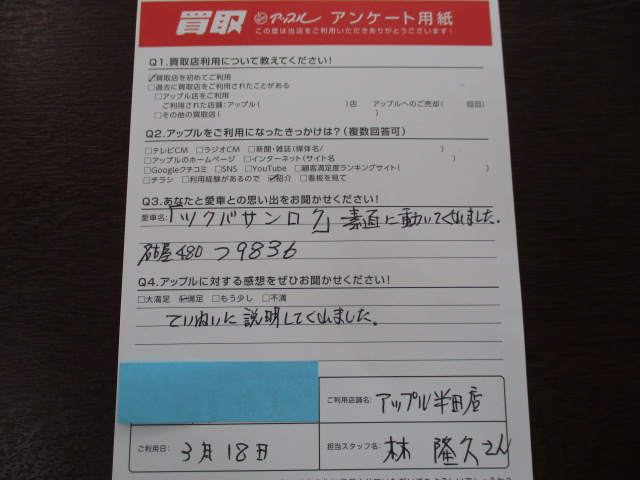 買取 アップル アンケート用紙
この度は当店をご利用いただきありがとうございます!
Q1.買取店利用について教えてください!
☑買取店を初めてご利用
□過去に買取店をご利用されたことがある
□アップル店をご利用
ご利用された店舗:アップル( )店 アップルへのご売却( 回目)
□その他の買取店( )
Q2.アップルをご利用になったきっかけは?(複数回答可)
□テレビCM □ラジオCM □新聞・雑誌(媒体名/ )
□アップルのホームページ □インターネット(サイト名 )
□Googleクチコミ □SNS □YouTube □顧客満足度ランキングサイト( )
□チラシ □利用経験があるので ☑紹介 □看板を見て
Q3.あなたと愛車との思い出をお聞かせください!
愛車名:「ツクバサンロク」素直に動いてくれました。
名古屋480 つ9836
Q4.アップルに対する感想をぜひお聞かせください!
□大満足 ☑満足 □もう少し □不満
ていねいに説明してくれました。
ご利用店舗名: アップル半田店
ご利用日: 3月18日
担当スタッフ名: 林 隆久さん